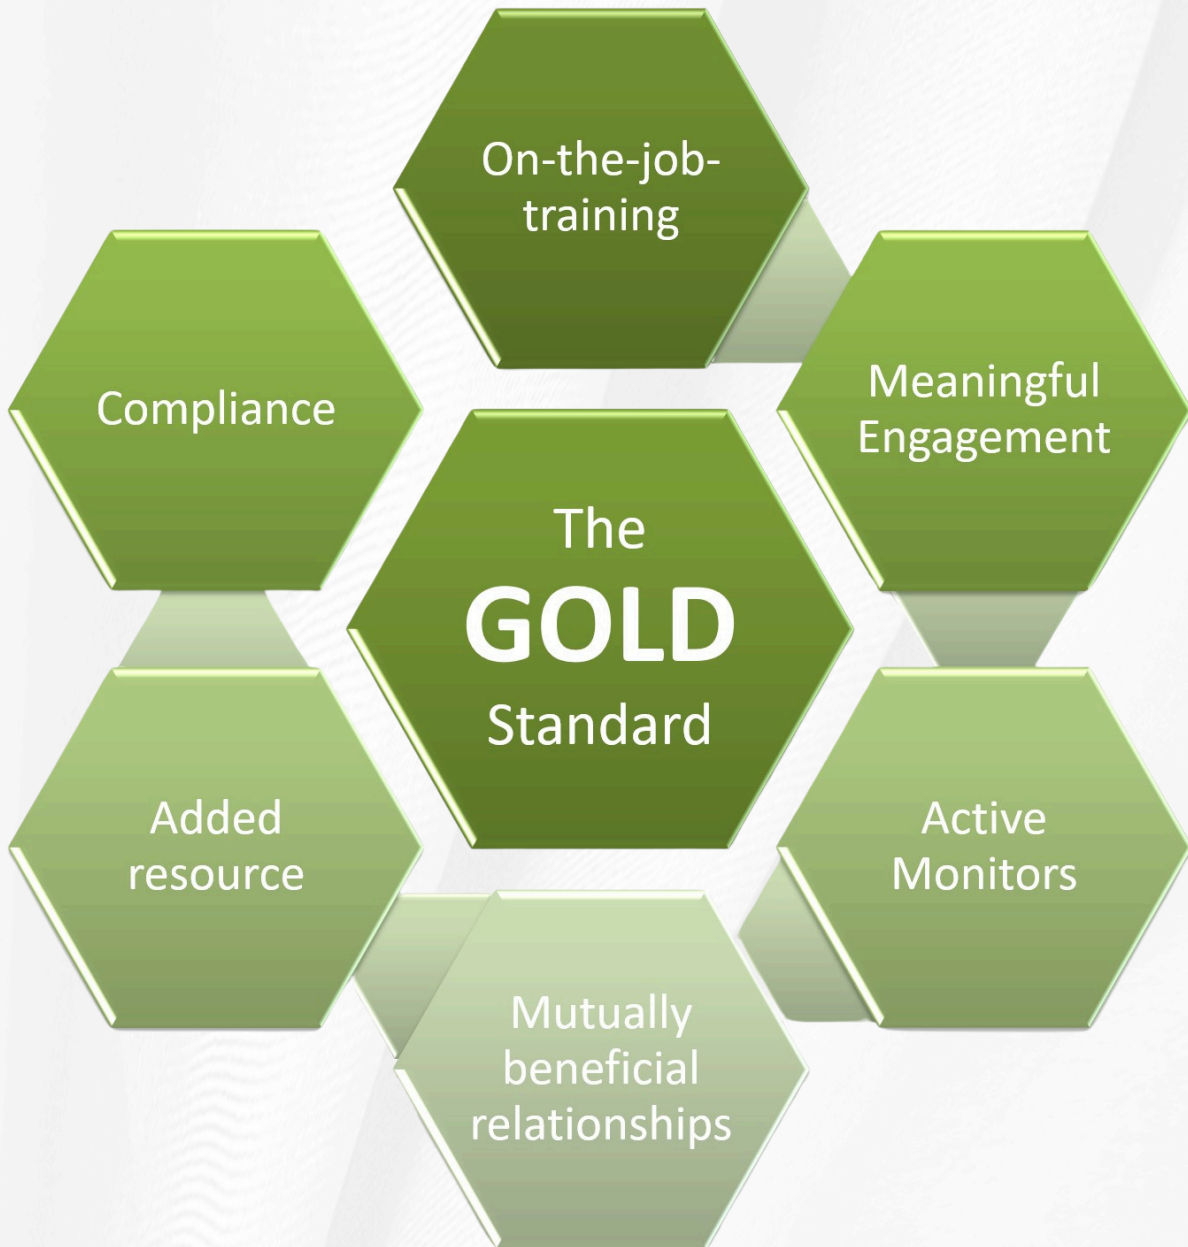 On-the-job-
training
Compliance
Meaningful
Engagement
The
GOLD
Standard
Added
resource
Active
Monitors
Mutually
beneficial
relationships